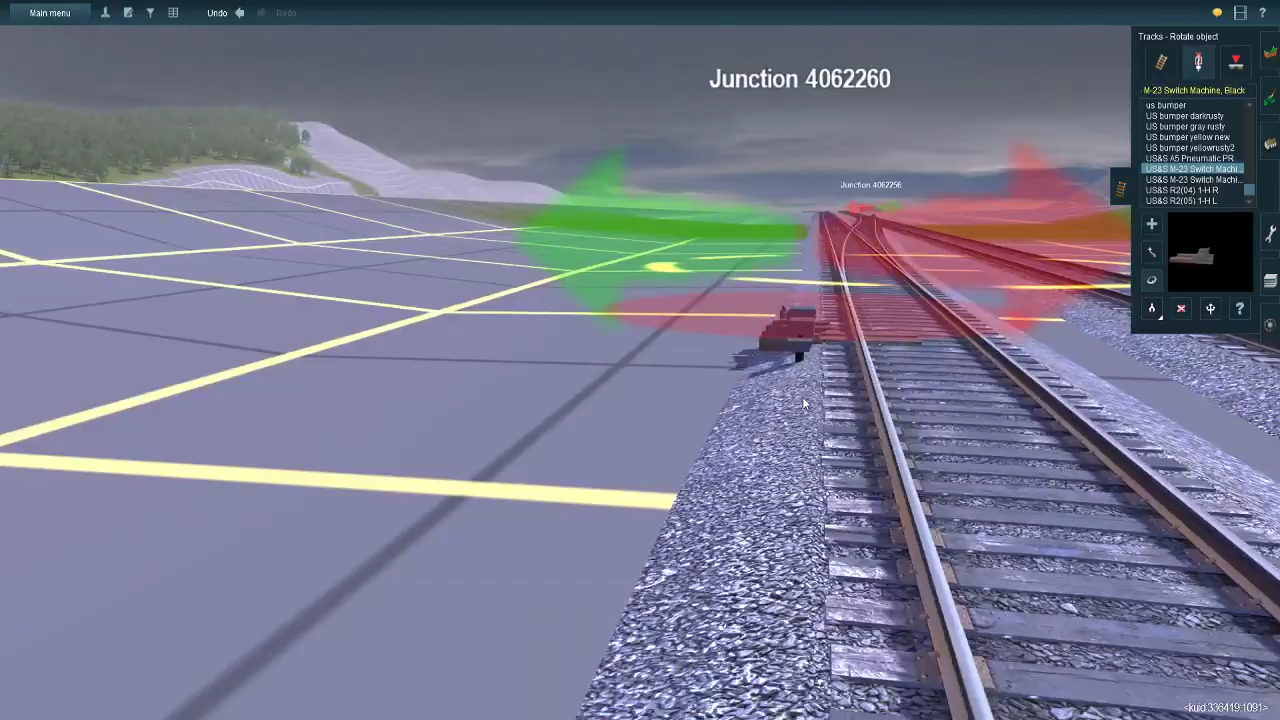 Main menu
Undo
Redo
Tracks - Rotate object
Junction 4062260
M-23 Switch Machine, Black
us bumper
US bumper darkrusty
US bumper gray rusty
US bumper yellow new
US bumper yellowrusty2
US&S A5 Pneumatic PR
US&S M-23 Switch Machi...
US&S M-23 Switch Machi...
US&S R2(04) 1-H R
US&S R2(05) 1-H L
Junction 4062256
?
?
<kuid:336419:1091>